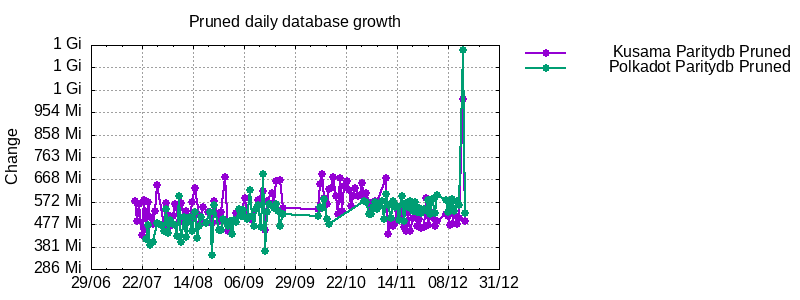 Pruned daily database growth
Kusama Paritydb Pruned
Polkadot Paritydb Pruned
Change
1 Gi
1 Gi
1 Gi
954 Mi
858 Mi
763 Mi
668 Mi
572 Mi
477 Mi
381 Mi
286 Mi
29/06 22/07 14/08 06/09 29/09 22/10 14/11 08/12 31/12